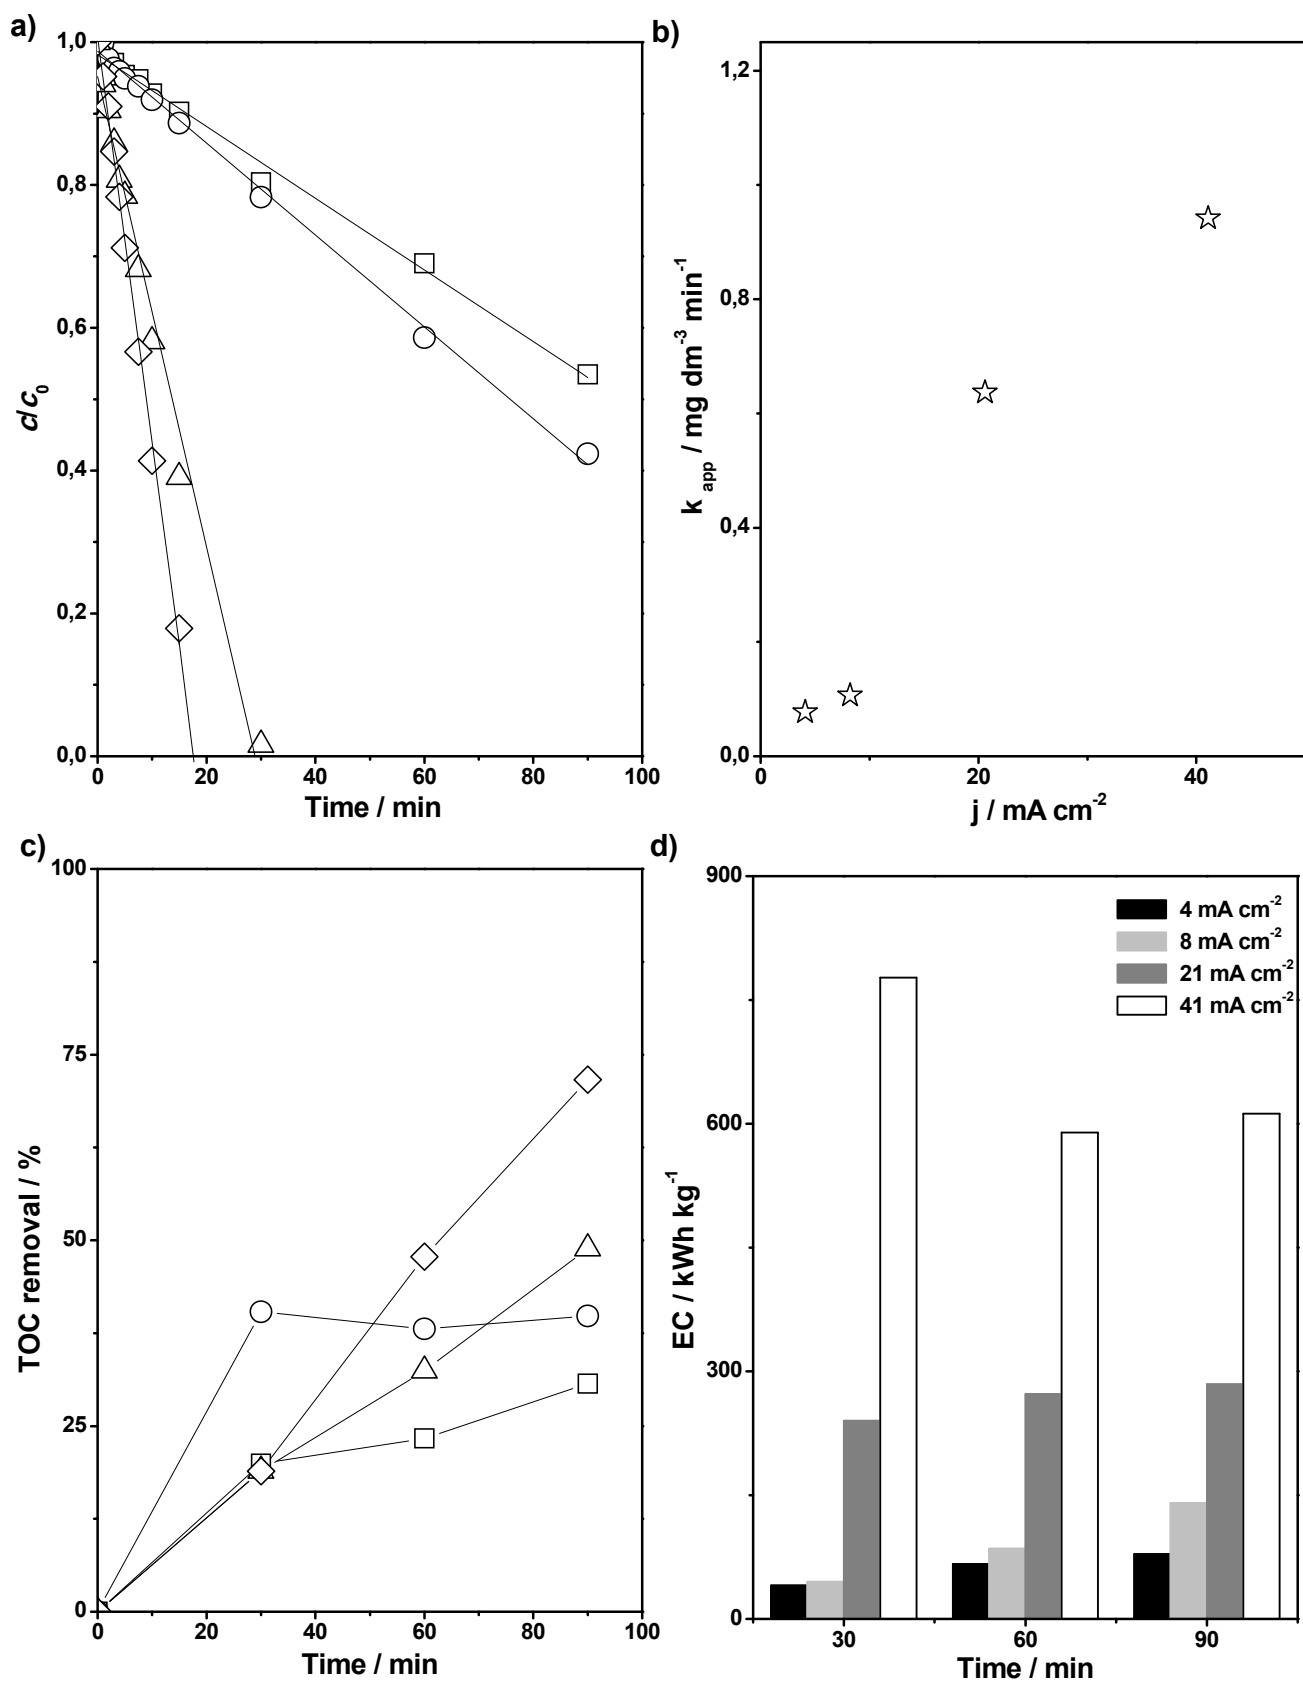 a)
1,0
0,8
0,6
0,4
0,2
0,0
c/c₀
0 20 40 60 80 100
Time / min
b)
1,2
0,8
0,4
0,0
k app / mg dm⁻³ min⁻¹
0 20 40
j / mA cm⁻²
c)
100
75
50
25
0
TOC removal / %
0 20 40 60 80 100
Time / min
d)
900
600
300
0
EC / kWh kg⁻¹
4 mA cm⁻²
8 mA cm⁻²
21 mA cm⁻²
41 mA cm⁻²
30 60 90
Time / min